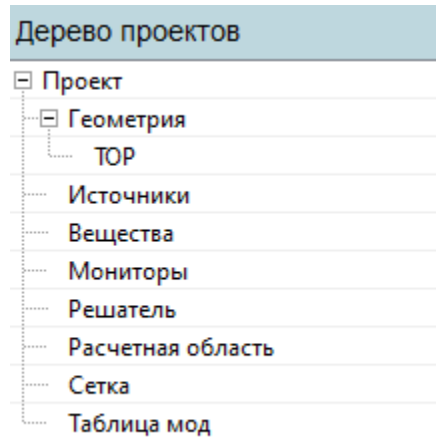 Дерево проектов
Проект
Геометрия
TOP
Источники
Вещества
Мониторы
Решатель
Расчетная область
Сетка
Таблица мод